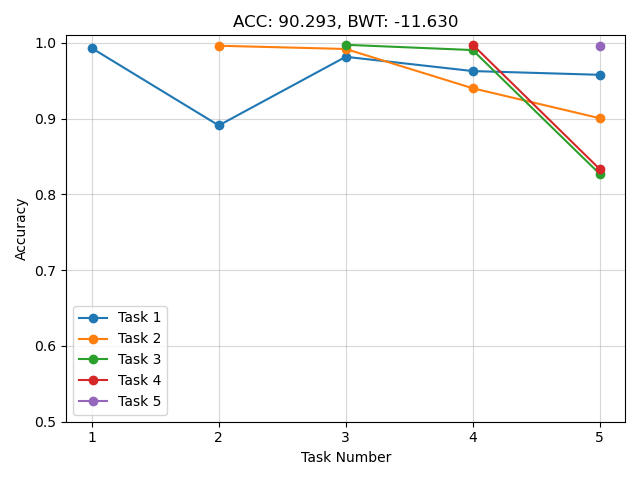 ACC: 90.293, BWT: -11.630
1.0
0.9
0.8
0.7
0.6
0.5
Accuracy
Task 1
Task 2
Task 3
Task 4
Task 5
1 2 3 4 5
Task Number